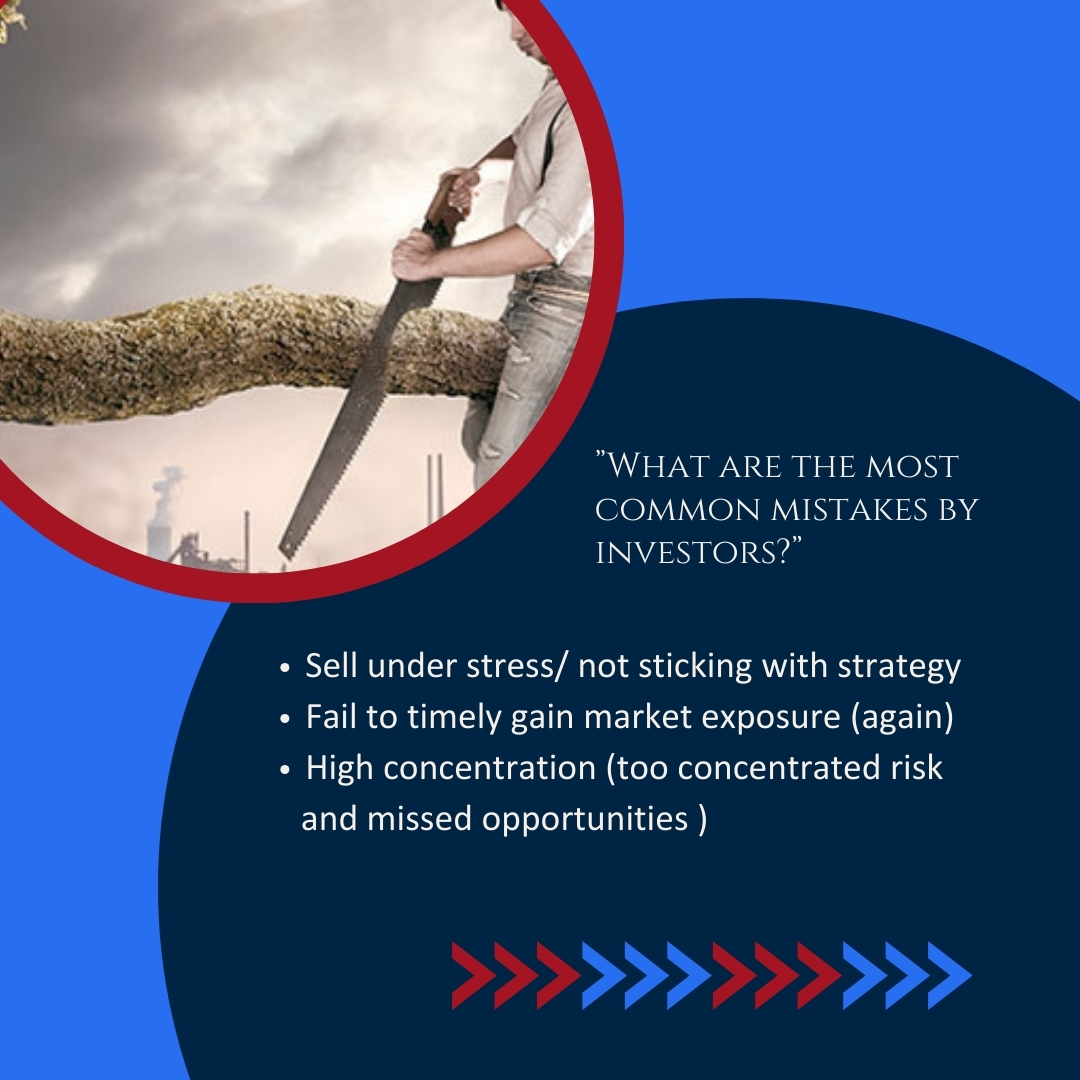 ”What are the most
common mistakes by
investors?”
• Sell under stress/ not sticking with strategy
• Fail to timely gain market exposure (again)
• High concentration (too concentrated risk
and missed opportunities )